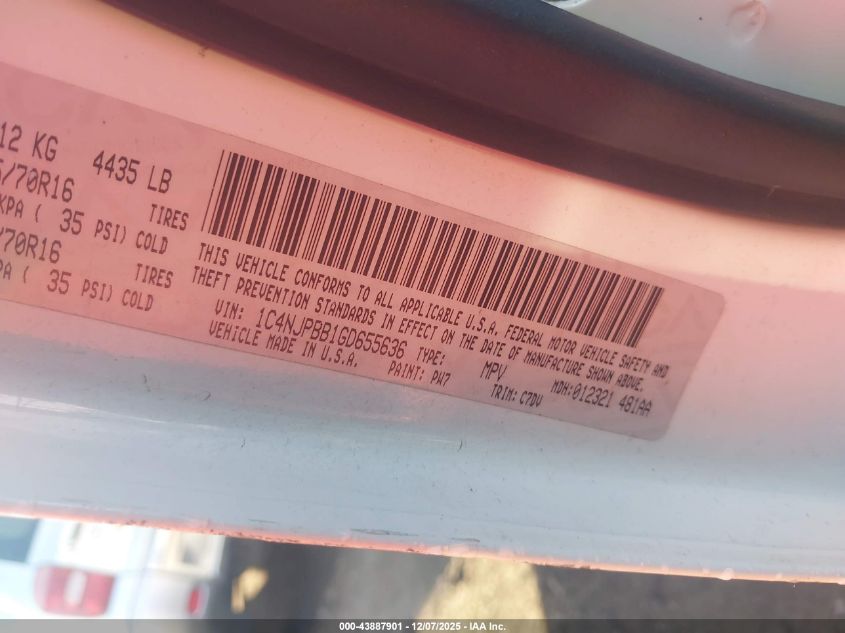 12 KG 4435 LB
/70R16 TIRES
KPA ( 35 PSI) COLD
/70R16 TIRES
PA ( 35 PSI) COLD
THIS VEHICLE CONFORMS TO ALL APPLICABLE U.S.A. FEDERAL MOTOR VEHICLE SAFETY AND
THEFT PREVENTION STANDARDS IN EFFECT ON THE DATE OF MANUFACTURE SHOWN ABOVE.
VIN: 1C4NJPBB1GD655636 TYPE: MPV MDH:012321 481AA
VEHICLE MADE IN U.S.A. PAINT: PW7 TRIM: C7DV
000-43887901 - 12/07/2025 - IAA Inc.